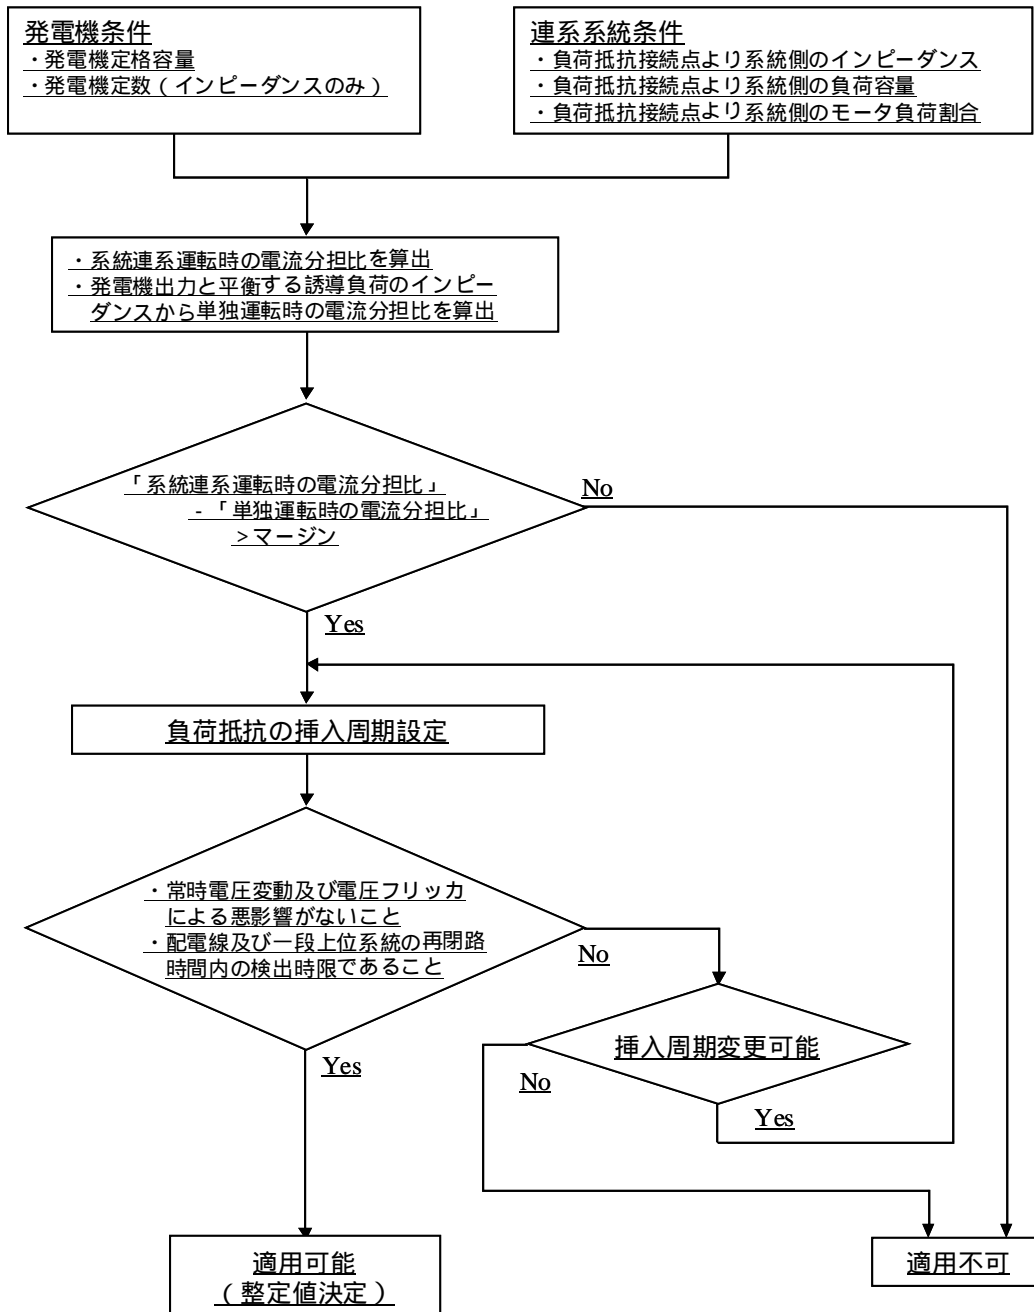 発電機条件
・発電機定格容量
・発電機定数（インピーダンスのみ）
連系系統条件
・負荷抵抗接続点より系統側のインピーダンス
・負荷抵抗接続点より系統側の負荷容量
・負荷抵抗接続点より系統側のモータ負荷割合
・系統連系運転時の電流分担比を算出
・発電機出力と平衡する誘導負荷のインピー
ダンスから単独運転時の電流分担比を算出
「系統連系運転時の電流分担比」
-「単独運転時の電流分担比」
>マージン
No
Yes
負荷抵抗の挿入周期設定
・常時電圧変動及び電圧フリッカ
による悪影響がないこと
・配電線及び一段上位系統の再閉路
時間内の検出時限であること
No
Yes
挿入周期変更可能
No
Yes
適用可能
（整定値決定）
適用不可